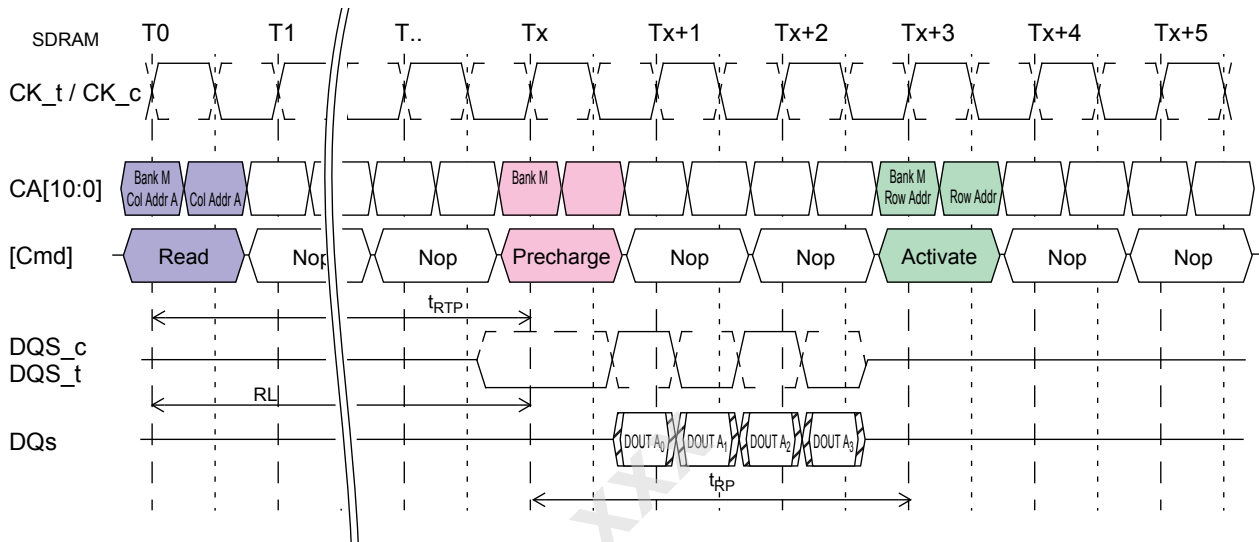 SDRAM T0 T1 T.. Tx Tx+1 Tx+2 Tx+3 Tx+4 Tx+5
CK_t / CK_c
CA[10:0] Bank M Col Addr A Col Addr A Bank M Bank M Row Addr Row Addr
[Cmd] Read Nop Nop Precharge Nop Nop Activate Nop Nop
tRTP
DQS_c
DQS_t
RL
DQs DOUT A0 DOUT A1 DOUT A2 DOUT A3
tRP
XXX